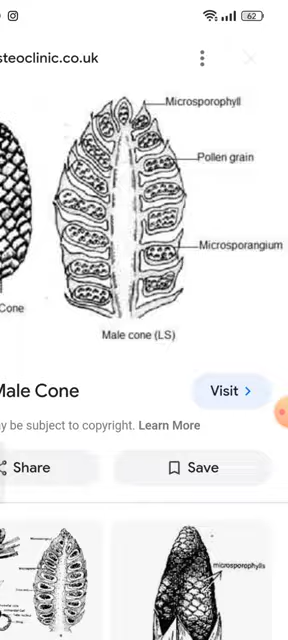 62
steoclinic.co.uk
Microsporophyll
Pollen grain
Microsporangium
Cone
Male cone (LS)
Male Cone
Visit
ay be subject to copyright. Learn More
Share
Save
microsporophylls